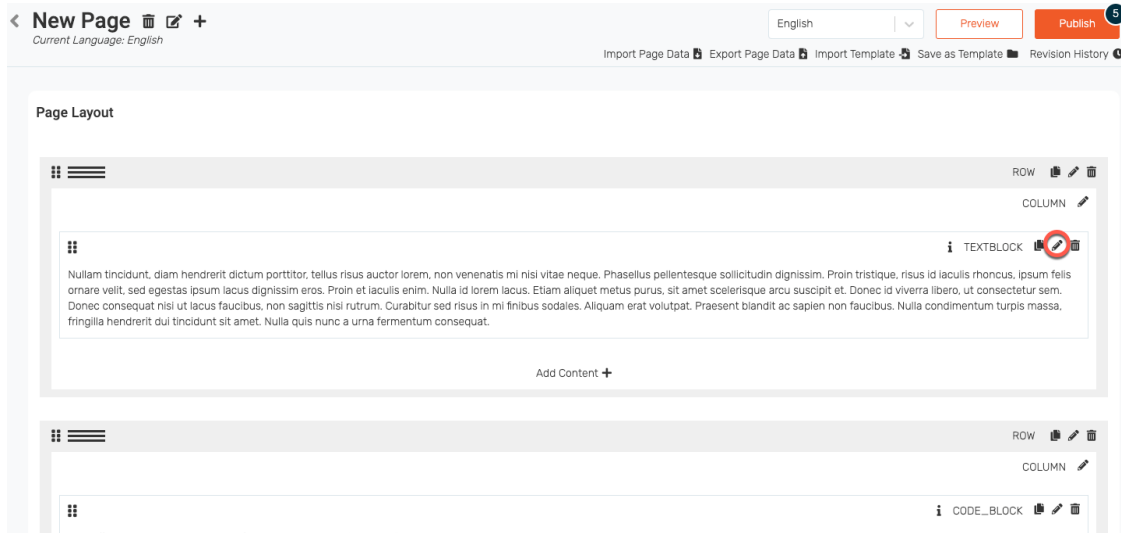 New Page
Current Language: English
English
Preview
Publish
5
Import Page Data Export Page Data Import Template Save as Template Revision History
Page Layout
ROW
COLUMN
i TEXTBLOCK
Nullam tincidunt, diam hendrerit dictum porttitor, tellus risus auctor lorem, non venenatis mi nisi vitae neque. Phasellus pellentesque sollicitudin dignissim. Proin tristique, risus id iaculis rhoncus, ipsum felis
ornare velit, sed egestas ipsum lacus dignissim eros. Proin et iaculis enim. Nulla id lorem lacus. Etiam aliquet metus purus, sit amet scelerisque arcu suscipit et. Donec id viverra libero, ut consectetur sem.
Donec consequat nisi ut lacus faucibus, non sagittis nisi rutrum. Curabitur sed risus in mi finibus sodales. Aliquam erat volutpat. Praesent blandit ac sapien non faucibus. Nulla condimentum turpis massa,
fringilla hendrerit dui tincidunt sit amet. Nulla quis nunc a urna fermentum consequat.
Add Content +
ROW
COLUMN
i CODE_BLOCK